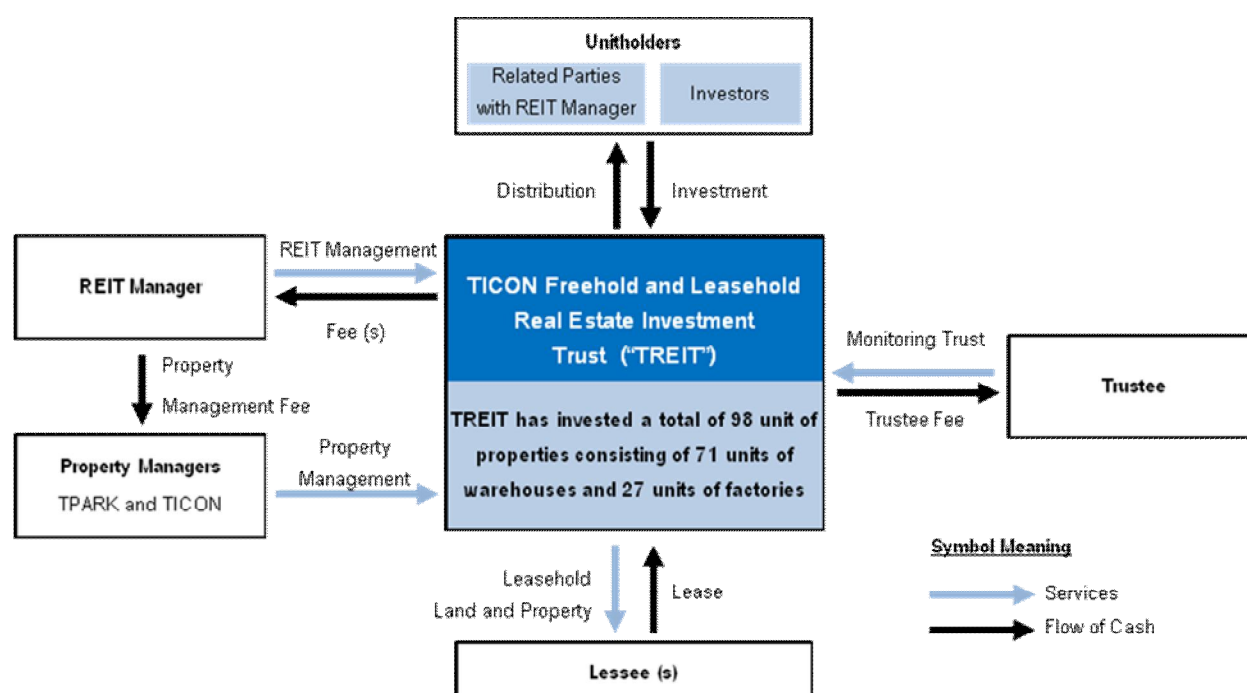 Unitholders
Related Parties
with REIT Manager
Investors
Distribution
Investment
REIT Manager
REIT Management
Fee (s)
TICON Freehold and Leasehold
Real Estate Investment
Trust (“TREIT”)
Monitoring Trust
Trustee Fee
Trustee
Property
Management Fee
TREIT has invested a total of 98 unit of
properties consisting of 71 units of
warehouses and 27 units of factories
Property Managers
TPARK and TICON
Property
Management
Leasehold
Land and Property
Lease
Lessee (s)
Symbol Meaning
Services
Flow of Cash